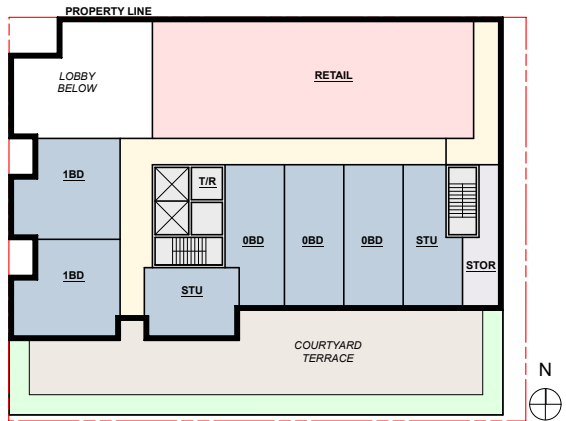 PROPERTY LINE
LOBBY
BELOW
RETAIL
1BD
T/R
0BD
0BD
0BD
STU
STOR
1BD
STU
COURTYARD
TERRACE
N